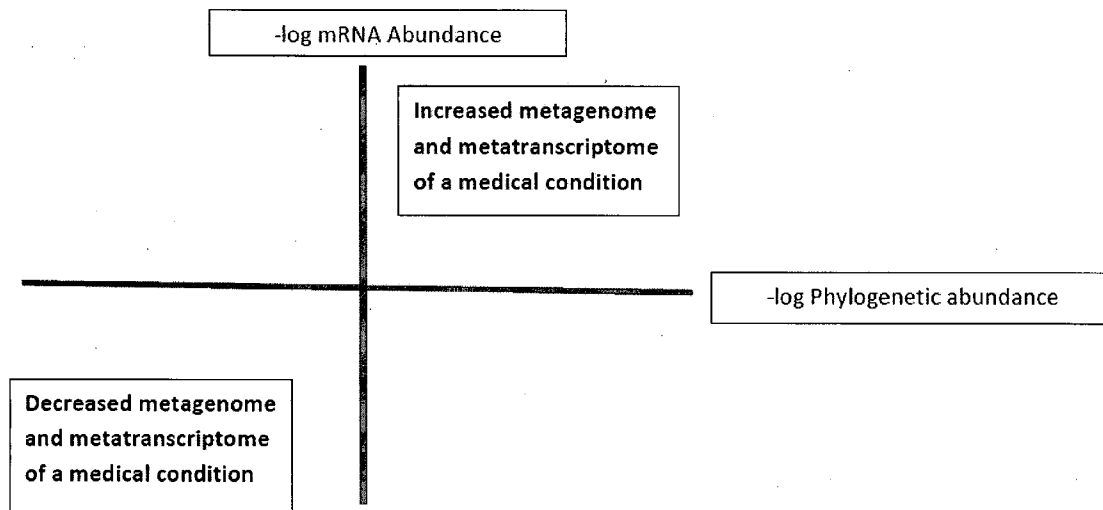 -log mRNA Abundance
Increased metagenome
and metatranscriptome
of a medical condition
-log Phylogenetic abundance
Decreased metagenome
and metatranscriptome
of a medical condition